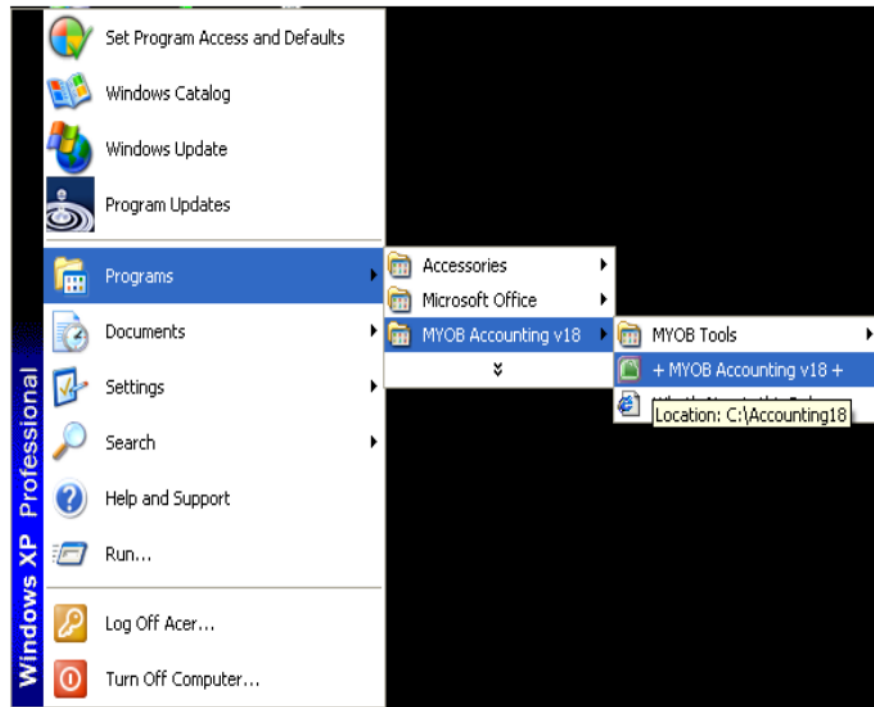 Set Program Access and Defaults
Windows Catalog
Windows Update
Program Updates
Programs
Documents
Settings
Search
Help and Support
Run...
Log Off Acer...
Turn Off Computer...
Windows XP Professional
Accessories
Microsoft Office
MYOB Accounting v18
MYOB Tools
+ MYOB Accounting v18 +
Location: C:\Accounting18